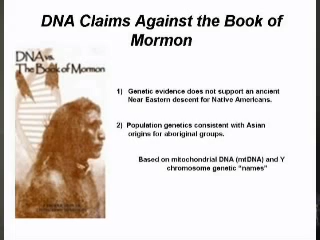 DNA Claims Against the Book of
Mormon
DNA vs.
The Book of Mormon
1) Genetic evidence does not support an ancient
Near Eastern descent for Native Americans.
2) Population genetics consistent with Asian
origins for aboriginal groups.
Based on mitochondrial DNA (mtDNA) and Y
chromosome genetic "names"